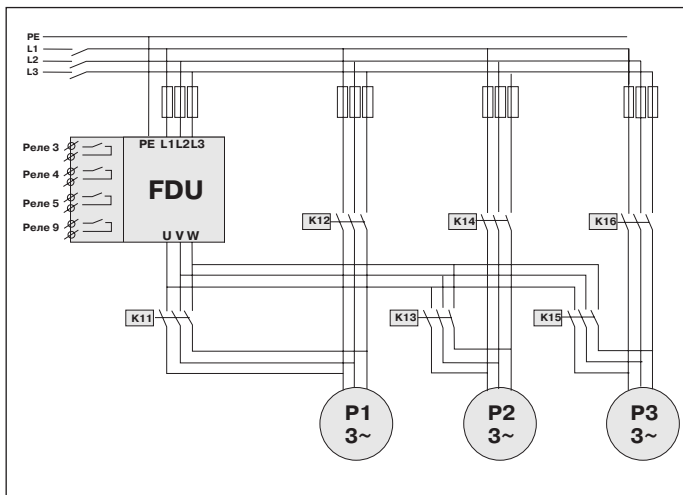 PE
L1
L2
L3
PE L1 L2 L3
Реле 3
Реле 4
FDU
Реле 5
Реле 9
U V W
K12
K14
K16
K11
K13
K15
P1
3~
P2
3~
P3
3~